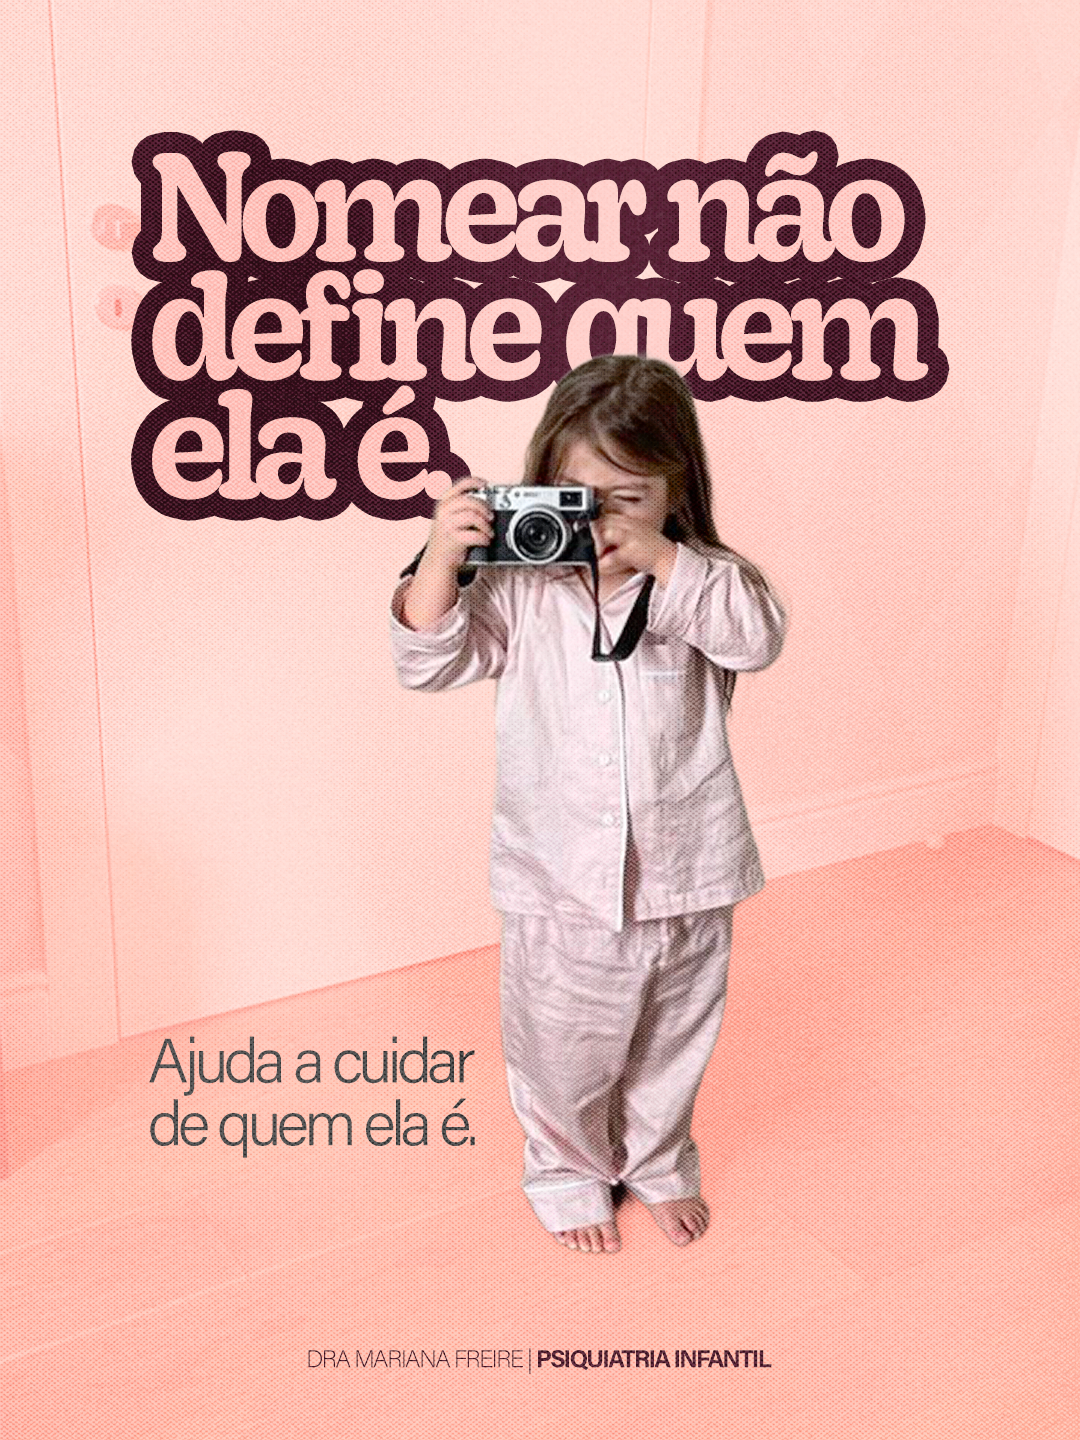 Nomear não
define quem
ela é.
Ajuda a cuidar
de quem ela é.
DRA MARIANA FREIRE | PSIQUIATRIA INFANTIL